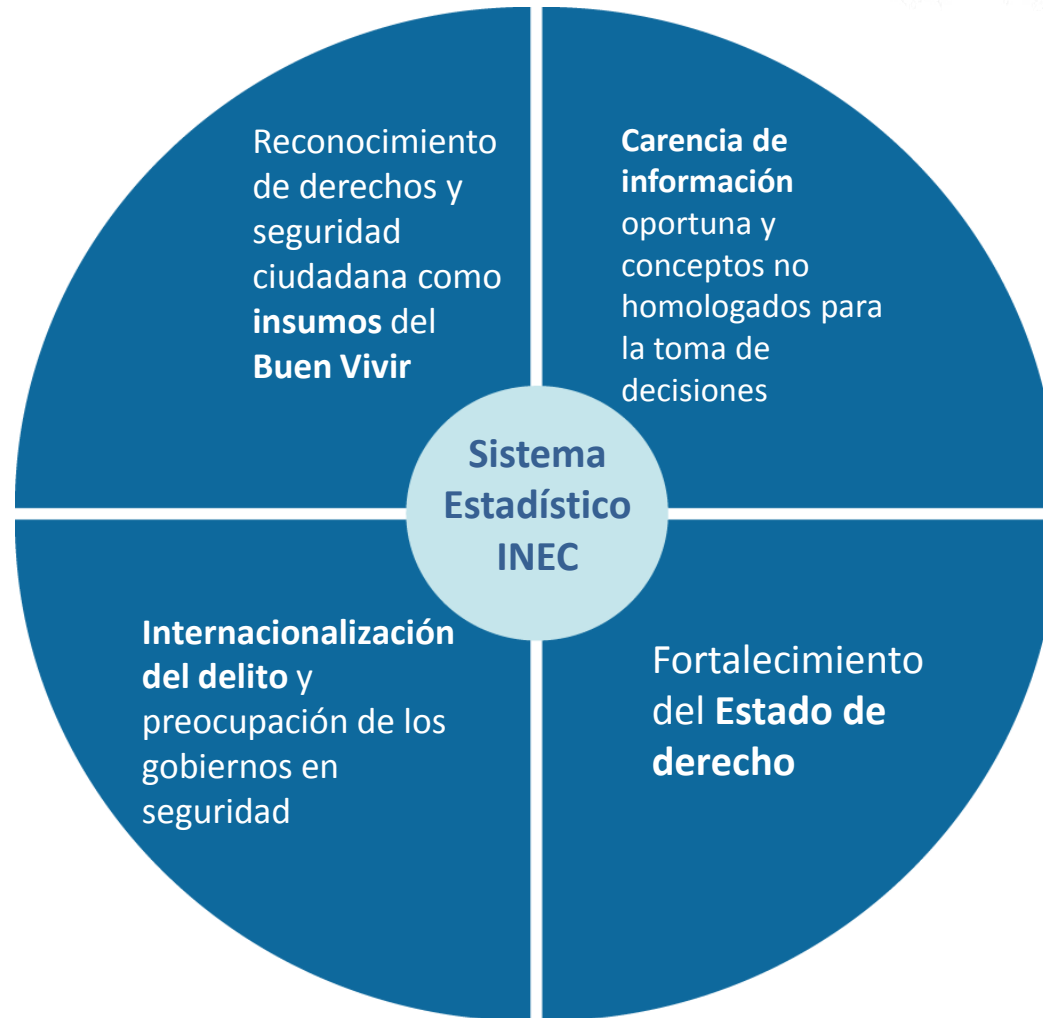 Reconocimiento
de derechos y
seguridad
ciudadana como
insumos del
Buen Vivir
Carencia de
información
oportuna y
conceptos no
homologados para
la toma de
decisiones
Sistema
Estadístico
INEC
Internacionalización
del delito y
preocupación de los
gobiernos en
seguridad
Fortalecimiento
del Estado de
derecho